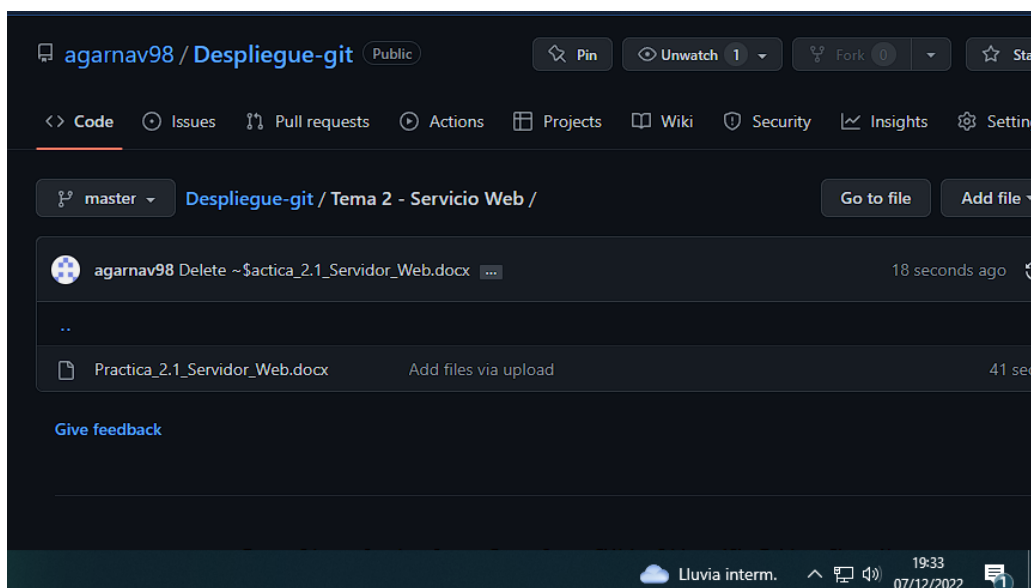 agarnav98 / Despliegue-git Public Pin Unwatch 1 Fork 0
<> Code Issues Pull requests Actions Projects Wiki Security Insights
master Despliegue-git / Tema 2 - Servicio Web / Go to file Add file
agarnav98 Delete ~$actica_2.1_Servidor_Web.docx ... 18 seconds ago
..
Practica_2.1_Servidor_Web.docx Add files via upload 41
Give feedback
Lluvia interm. 19:33
07/12/2022 1